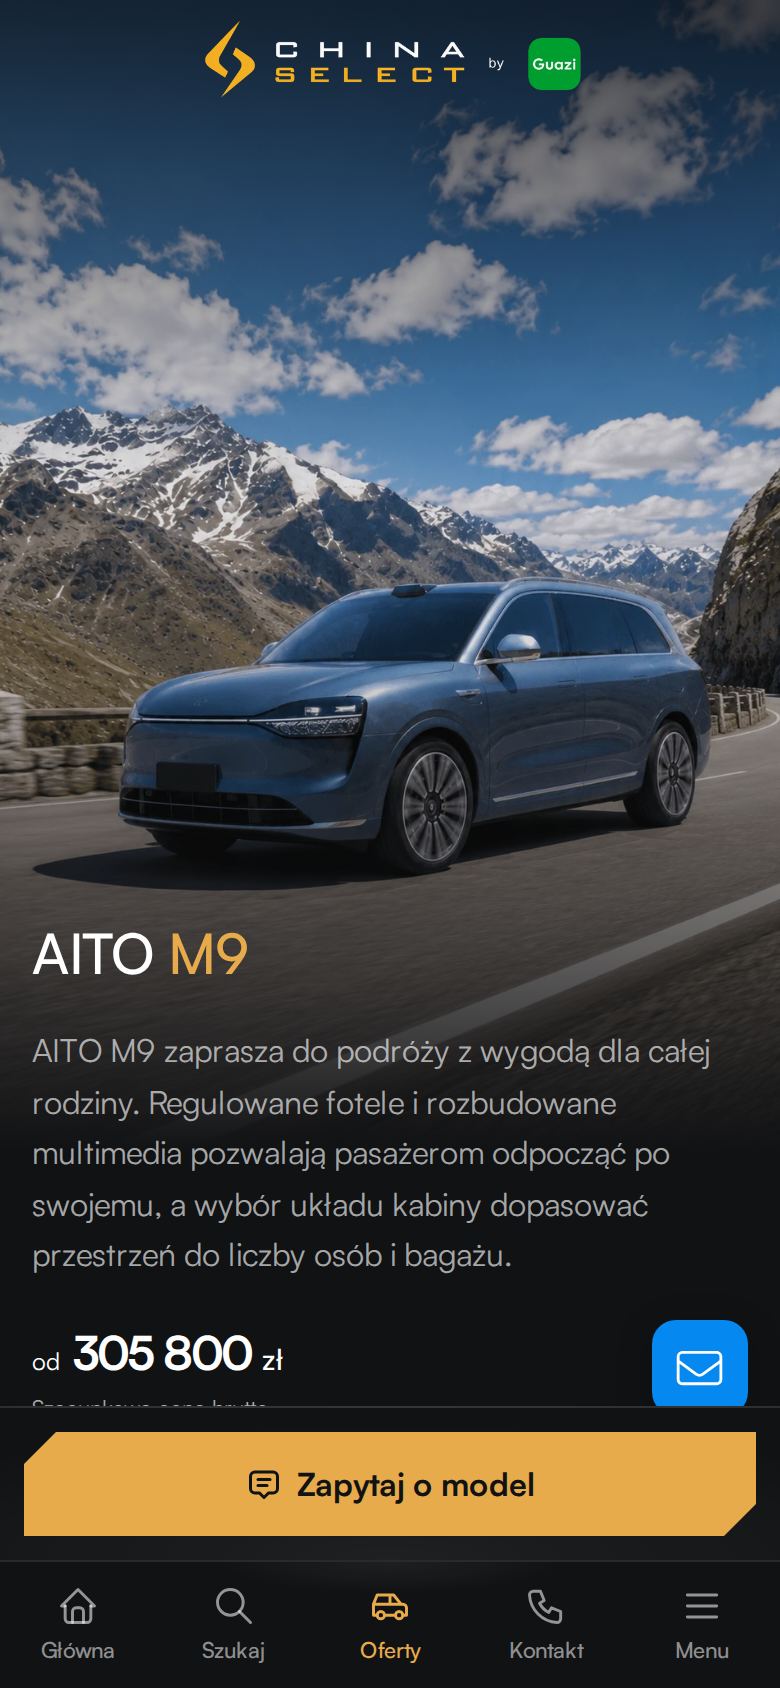 CHINA
SELECT
by
Guazi
AITO M9
AITO M9 zaprasza do podróży z wygodą dla całej
rodziny. Regulowane fotele i rozbudowane
multimedia pozwalają pasażerom odpocząć po
swojemu, a wybór układu kabiny dopasować
przestrzeń do liczby osób i bagażu.
od 305 800 zł
Zapytaj o model
Główna
Szukaj
Oferty
Kontakt
Menu